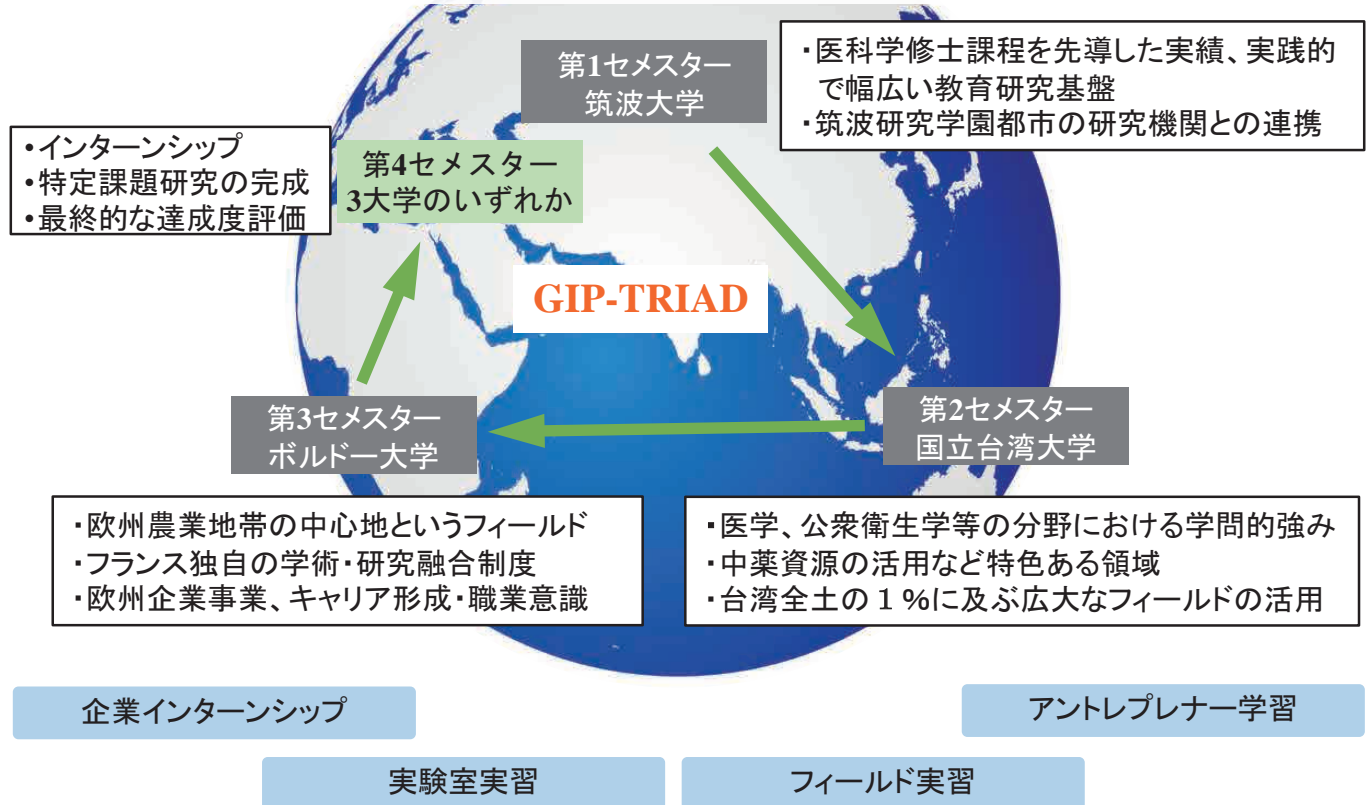 第1セメスター
筑波大学
・医科学修士課程を先導した実績、実践的
で幅広い教育研究基盤
・筑波研究学園都市の研究機関との連携
•インターンシップ
•特定課題研究の完成
•最終的な達成度評価
第4セメスター
3大学のいずれか
GIP-TRIAD
第3セメスター
ボルドー大学
第2セメスター
国立台湾大学
・欧州農業地帯の中心地というフィールド
・フランス独自の学術・研究融合制度
・欧州企業事業、キャリア形成・職業意識
・医学、公衆衛生学等の分野における学問的強み
・中薬資源の活用など特色ある領域
・台湾全土の1%に及ぶ広大なフィールドの活用
企業インターンシップ
アントレプレナー学習
実験室実習
フィールド実習